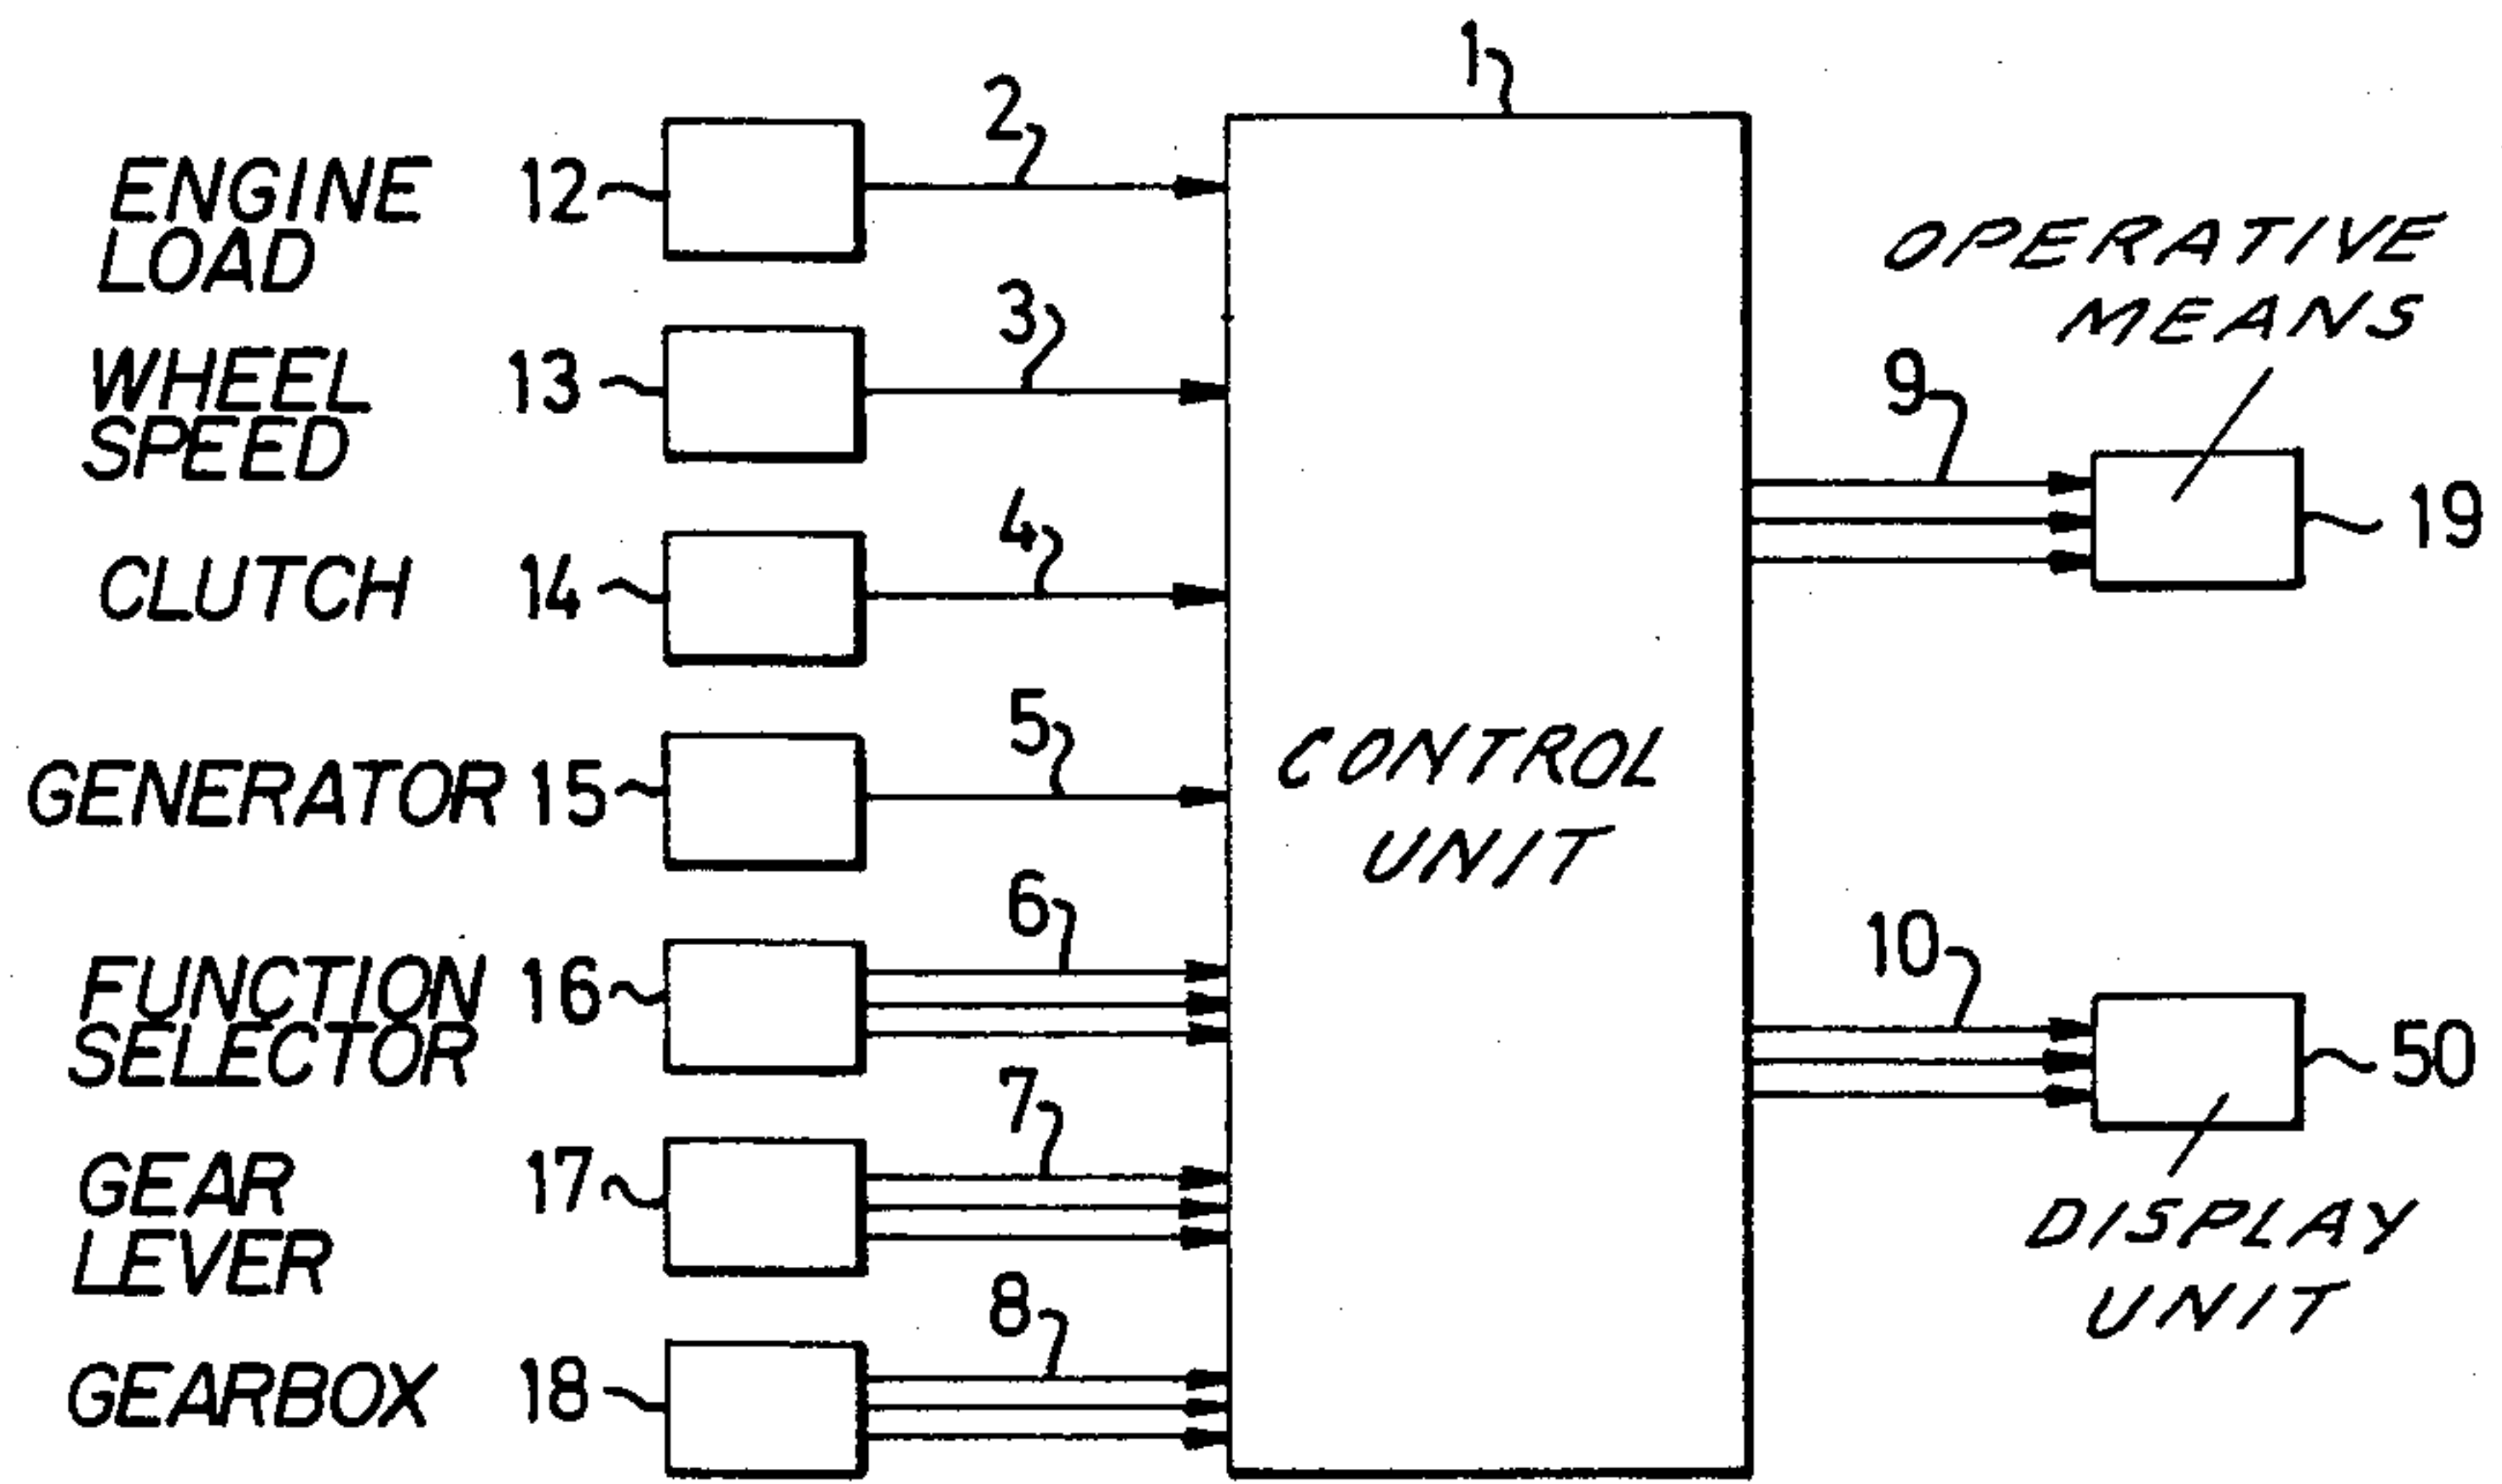 1
2
ENGINE 12
LOAD
OPERATIVE
MEANS
3
WHEEL 13
SPEED
9
4
CLUTCH 14
19
5
GENERATOR 15
CONTROL
UNIT
6
FUNCTION 16
SELECTOR
10
50
7
GEAR 17
LEVER
DISPLAY
UNIT
8
GEARBOX 18